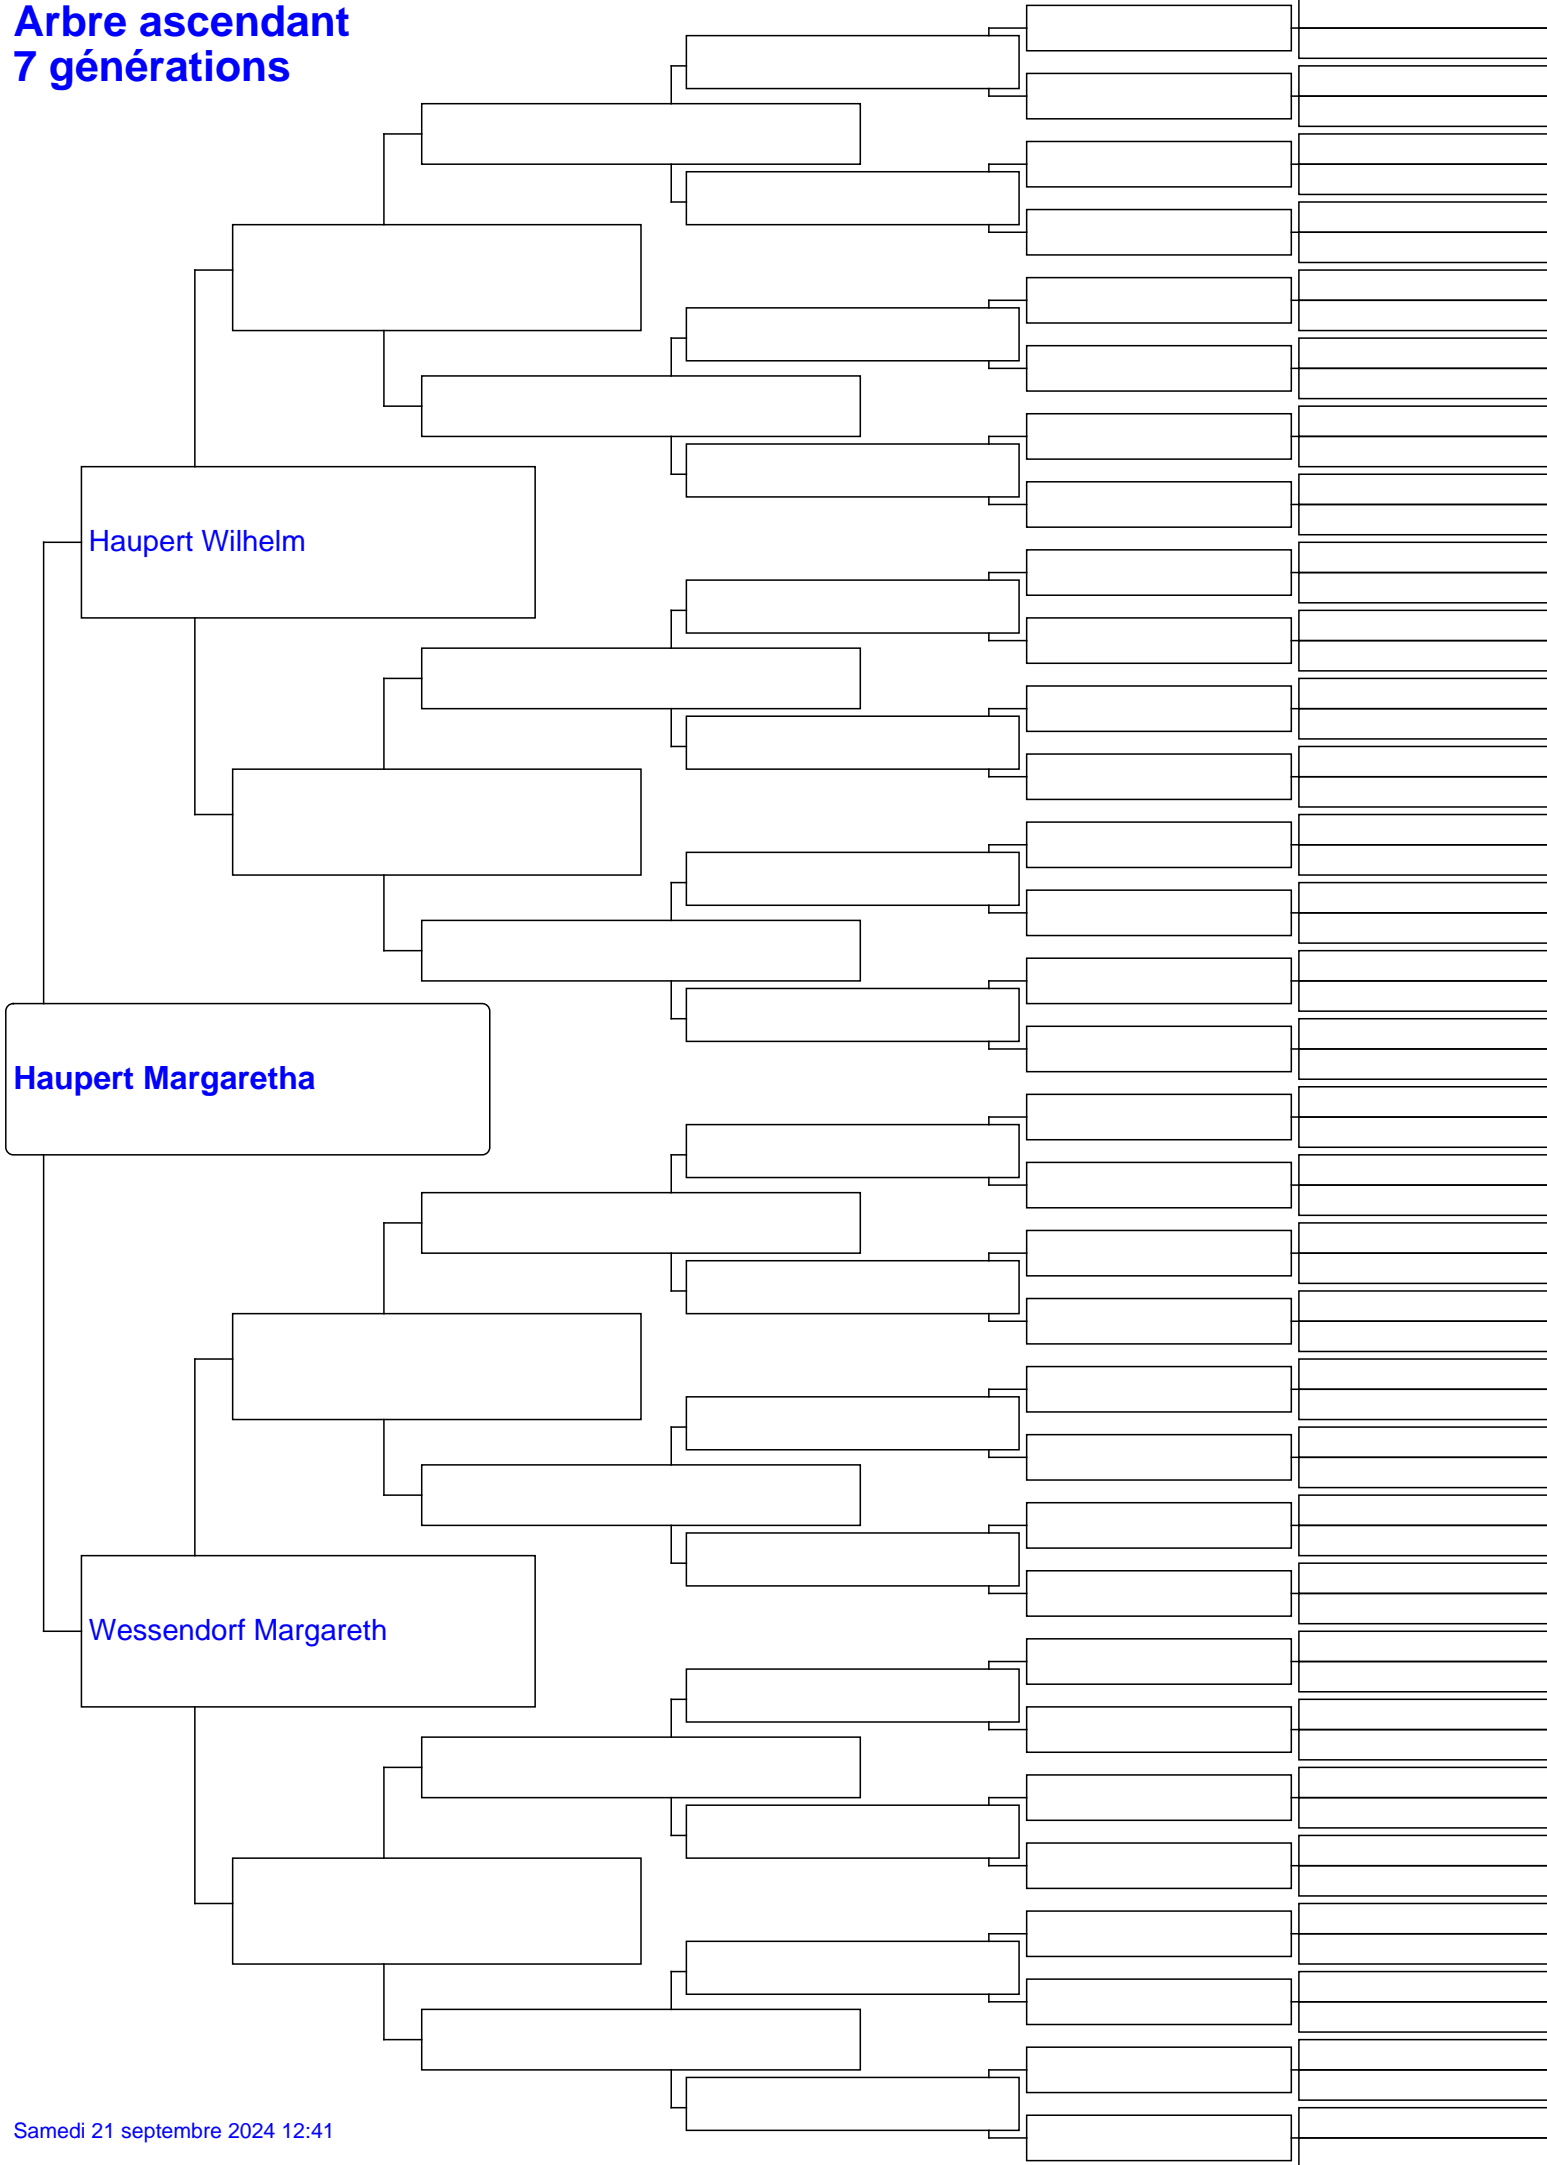 Arbre ascendant
7 générations
Haupert Wilhelm
Haupert Margaretha
Wessendorf Margareth
Samedi 21 septembre 2024 12:41